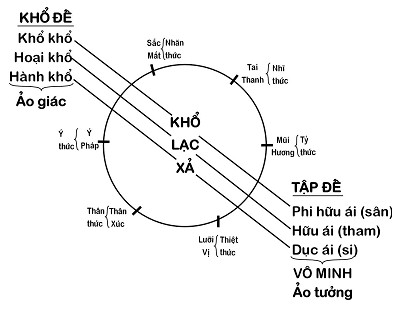 KHỔ ĐỀ
Khổ khổ
Hoại khổ
Hành khổ
Ảo giác
Sắc Nhãn
Mắt thức
Tai Nhĩ
Thanh thức
Mũi Tỷ
Hương thức
Lưỡi Thiệt
Vị thức
Thân Thân
thức Xúc
Ý Ý
thức Pháp
KHỔ
LẠC
XẢ
TẬP ĐỀ
Phi hữu ái (sân)
Hữu ái (tham)
Dục ái (si)
VÔ MINH
Ảo tưởng